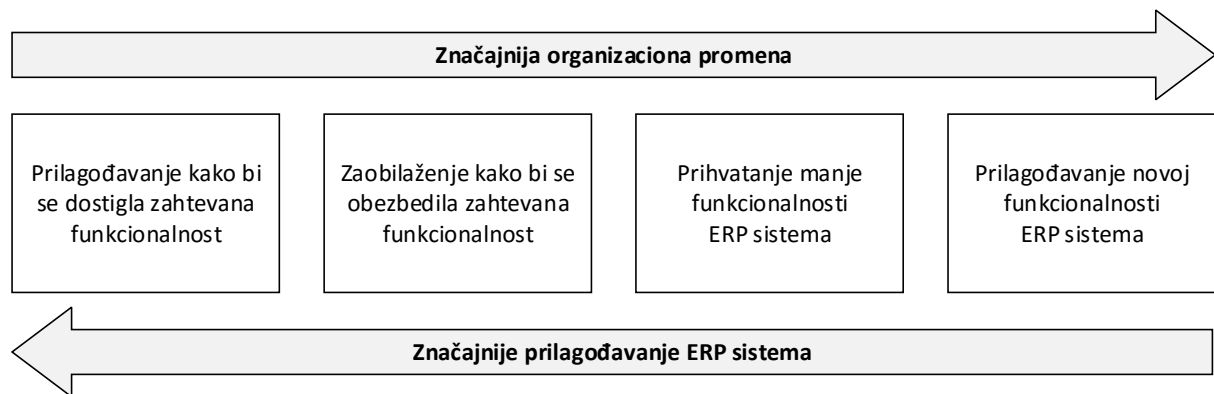 Značajnija organizaciona promena
Prilagođavanje kako bi
se dostigla zahtevana
funkcionalnost
Zaobilaženje kako bi se
obezbedila zahtevana
funkcionalnost
Prihvatanje manje
funkcionalnosti
ERP sistema
Prilagođavanje novoj
funkcionalnosti
ERP sistema
Značajnije prilagođavanje ERP sistema